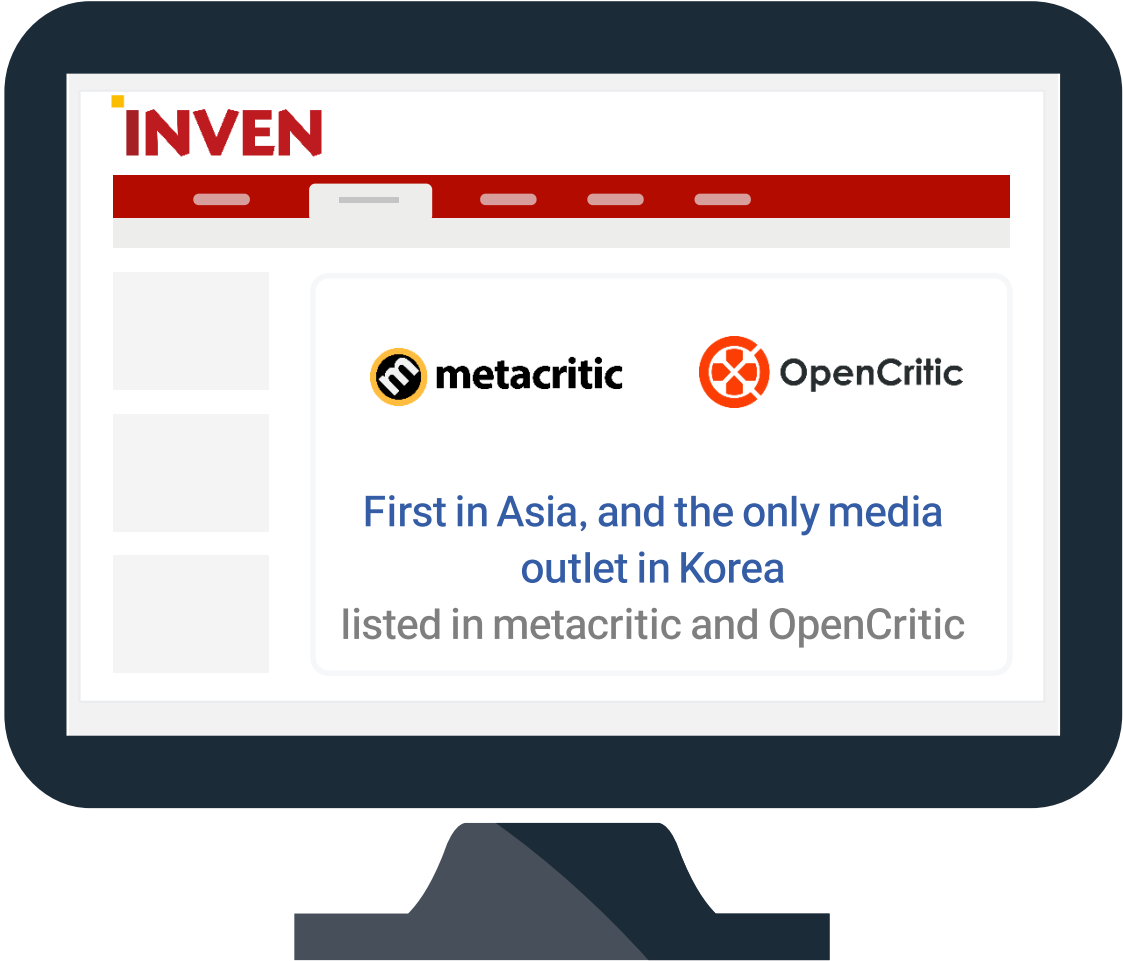 INVEN
metacritic
OpenCritic
First in Asia, and the only media
outlet in Korea
listed in metacritic and OpenCritic